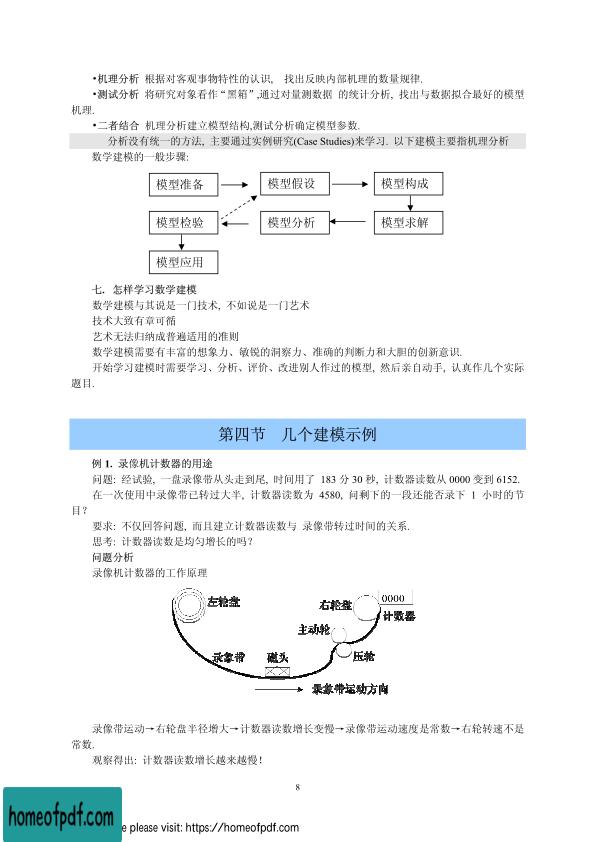 •机理分析 根据对客观事物特性的认识, 找出反映内部机理的数量规律.
•测试分析 将研究对象看作“黑箱”,通过对量测数据 的统计分析, 找出与数据拟合最好的模型
机理.
•二者结合 机理分析建立模型结构,测试分析确定模型参数.
分析没有统一的方法, 主要通过实例研究(Case Studies)来学习. 以下建模主要指机理分析
数学建模的一般步骤:
模型准备 模型假设 模型构成
模型检验 模型分析 模型求解
模型应用
七. 怎样学习数学建模
数学建模与其说是一门技术, 不如说是一门艺术
技术大致有章可循
艺术无法归纳成普遍适用的准则
数学建模需要有丰富的想象力、敏锐的洞察力、准确的判断力和大胆的创新意识.
开始学习建模时需要学习、分析、评价、改进别人作过的模型, 然后亲自动手, 认真作几个实际
题目.
第四节 几个建模示例
例 1. 录像机计数器的用途
问题: 经试验, 一盘录像带从头走到尾, 时间用了 183 分 30 秒, 计数器读数从 0000 变到 6152.
在一次使用中录像带已转过大半, 计数器读数为 4580, 问剩下的一段还能否录下 1 小时的节
目?
要求: 不仅回答问题, 而且建立计数器读数与 录像带转过时间的关系.
思考: 计数器读数是均匀增长的吗?
问题分析
录像机计数器的工作原理
左轮盘 右轮盘 0000
计数器
主动轮
录象带 磁头 压轮
录象带运动方向
录像带运动→右轮盘半径增大→计数器读数增长变慢→录像带运动速度是常数→右轮转速不是
常数.
观察得出: 计数器读数增长越来越慢!
8
homeofpdf.com
e please visit: https://homeofpdf.com